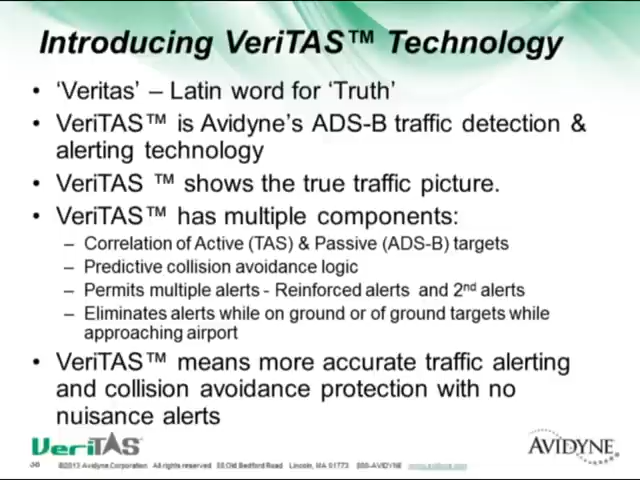 Introducing VeriTAS™ Technology
• 'Veritas' – Latin word for 'Truth'
• VeriTAS™ is Avidyne's ADS-B traffic detection &
alerting technology
• VeriTAS ™ shows the true traffic picture.
• VeriTAS™ has multiple components:
– Correlation of Active (TAS) & Passive (ADS-B) targets
– Predictive collision avoidance logic
– Permits multiple alerts - Reinforced alerts and 2nd alerts
– Eliminates alerts while on ground or of ground targets while
approaching airport
• VeriTAS™ means more accurate traffic alerting
and collision avoidance protection with no
nuisance alerts
VeriTAS
AVIDYNE
©2013 Avidyne Corporation. All rights reserved Old Bedford Road Lincoln, MA 01773 800-AVIDYNE www.avidyne.com